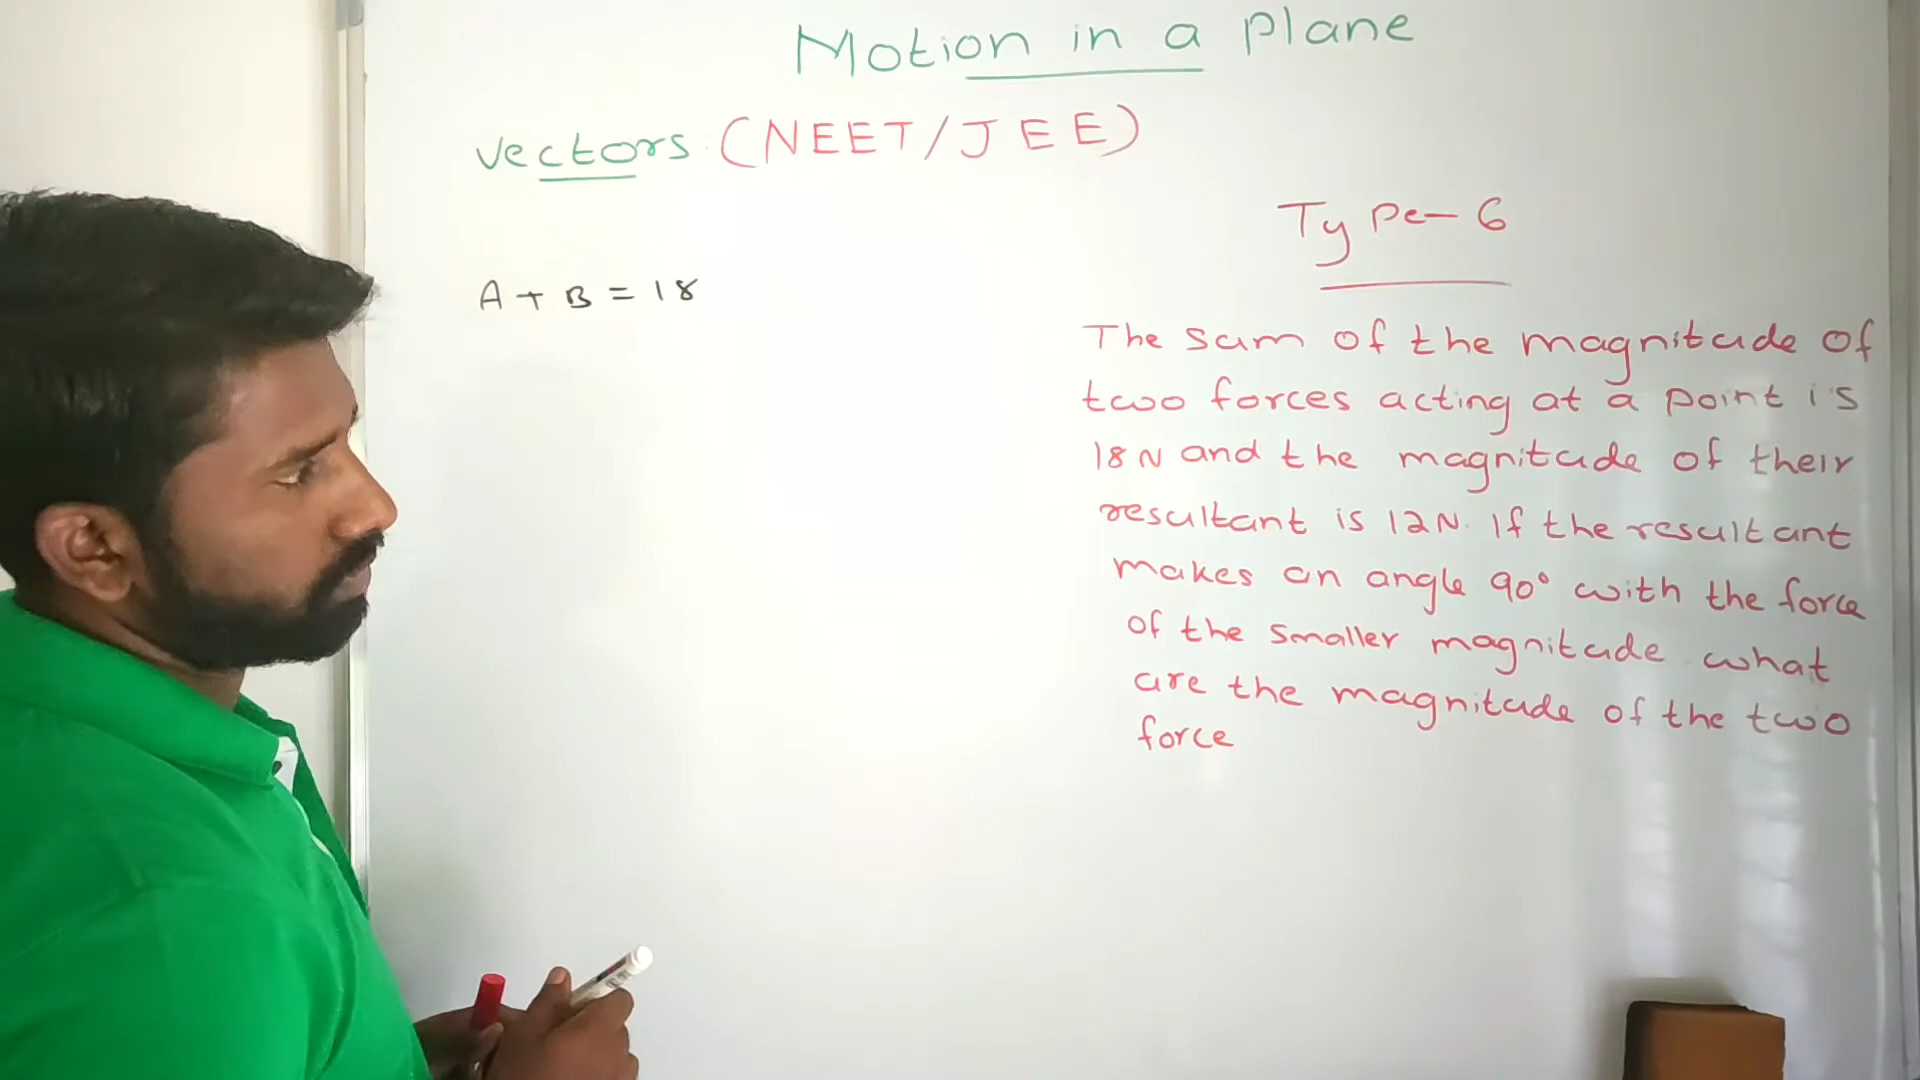 Motion in a Plane
vectors (NEET/JEE)
Type-6
A + B = 18
The sum of the magnitude of
two forces acting at a point is
18 N and the magnitude of their
resultant is 12N. If the resultant
makes an angle 90° with the force
of the smaller magnitude what
are the magnitude of the two
force